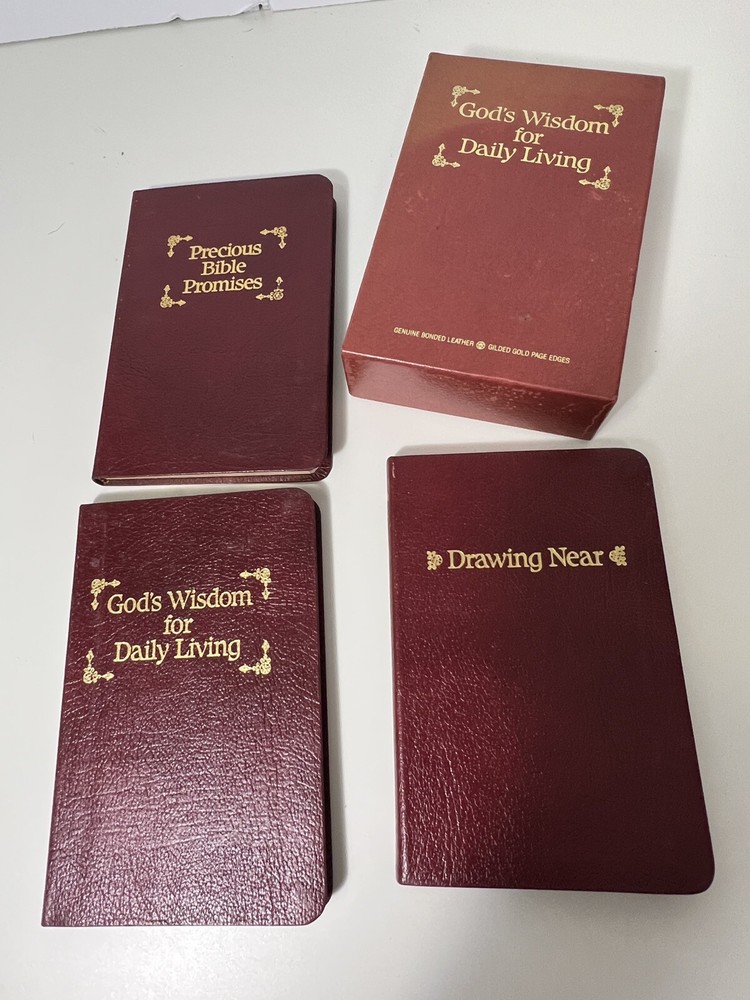 God's Wisdom
for
Daily Living
GENUINE BONDED LEATHER GILDED GOLD PAGE EDGES
Precious
Bible
Promises
God's Wisdom
for
Daily Living
Drawing Near